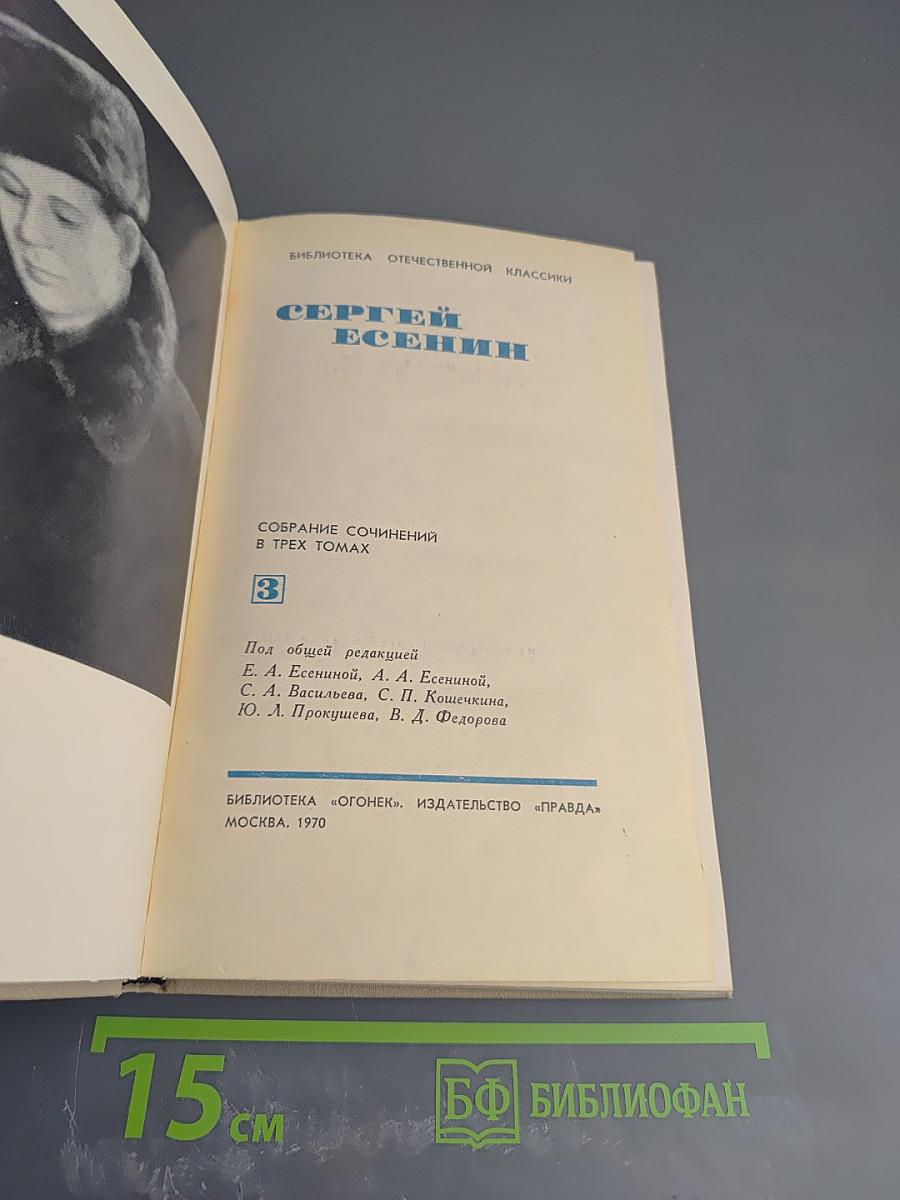 БИБЛИОТЕКА ОТЕЧЕСТВЕННОЙ КЛАССИКИ
СЕРГЕЙ
ЕСЕНИН
СОБРАНИЕ СОЧИНЕНИЙ
В ТРЕХ ТОМАХ
3
Под общей редакцией
Е. А. Есениной, А. А. Есениной,
С. А. Васильева, С. П. Кошечкина,
Ю. Л. Прокушева, В. Д. Федорова
БИБЛИОТЕКА «ОГОНЕК». ИЗДАТЕЛЬСТВО «ПРАВДА»
МОСКВА. 1970
15 см
БФ БИБЛИОФАН